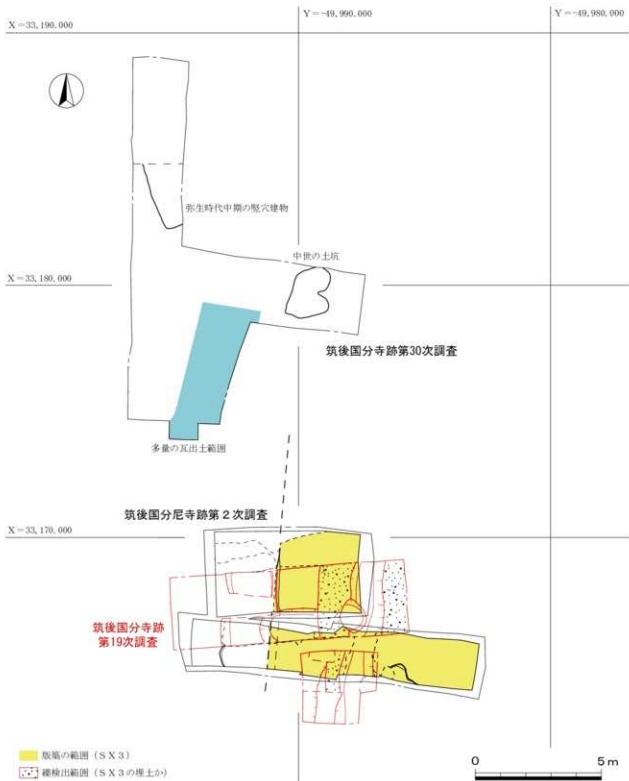 Y＝-49,990.000
Y＝-49,980.000
X＝33,190.000
弥生時代中期の竪穴建物
中世の土坑
X＝33,180.000
筑後国分寺跡第30次調査
多量の瓦出土範囲
筑後国分尼寺跡第２次調査
X＝33,170.000
筑後国分寺跡
第19次調査
版築の範囲（ＳＸ３）
礫検出範囲（ＳＸ３の埋土か）
0
5 m